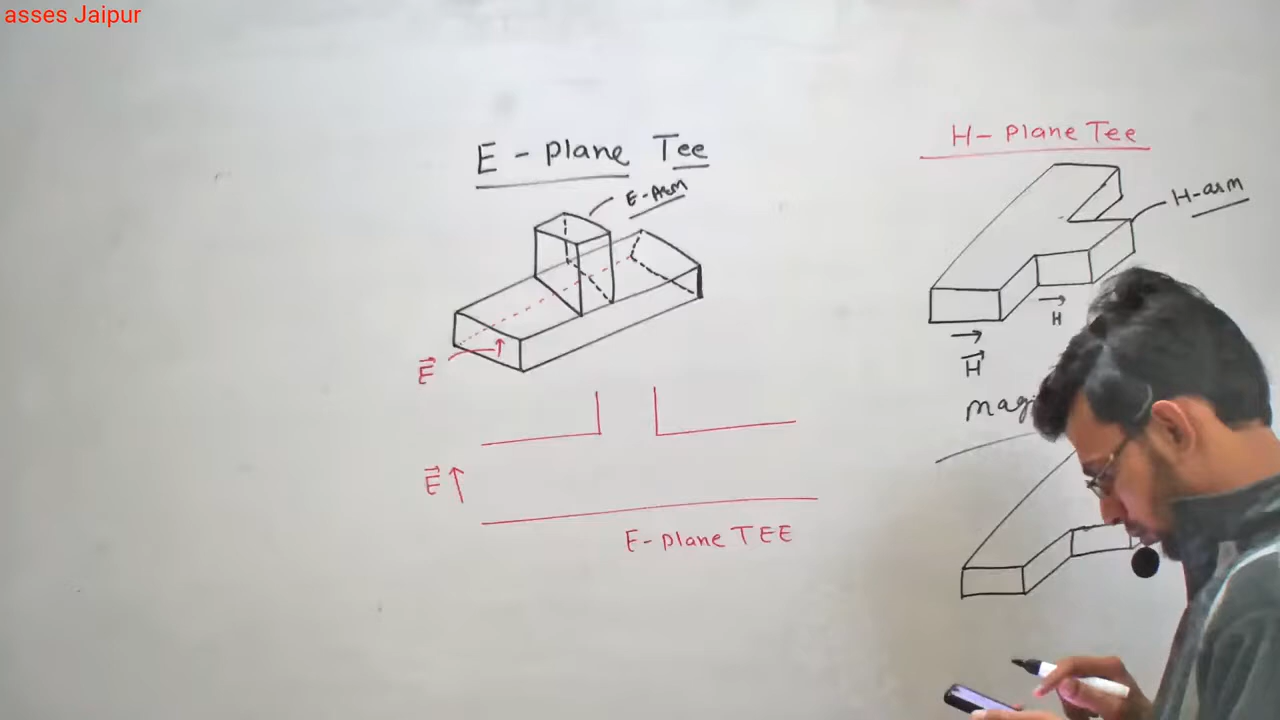 asses Jaipur
E - Plane Tee
E-Arm
E
E
E-plane TEE
H- Plane Tee
H-arm
H
H